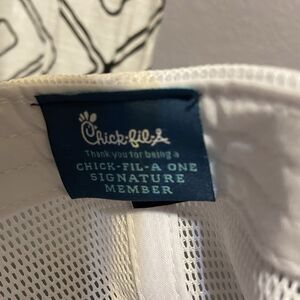 Chick-fil-A
Thank you for being a
CHICK-FIL-A ONE
SIGNATURE
MEMBER